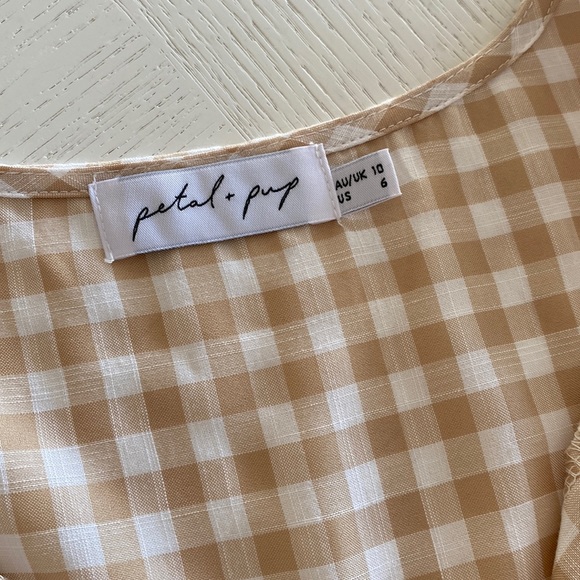 petal + pup
AU/UK 10
US 6